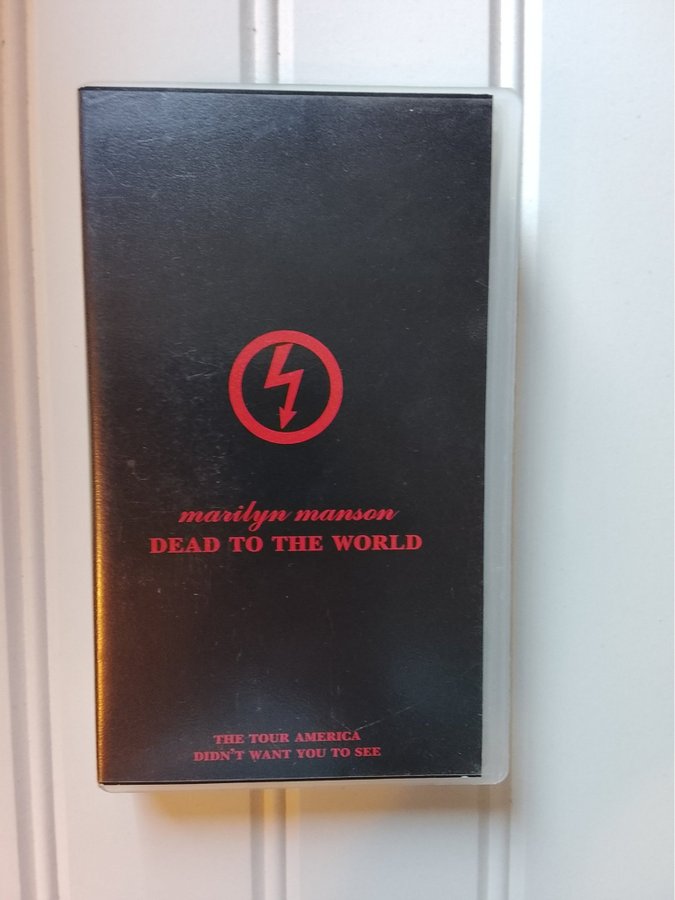 marilyn manson
DEAD TO THE WORLD
THE TOUR AMERICA
DIDN'T WANT YOU TO SEE